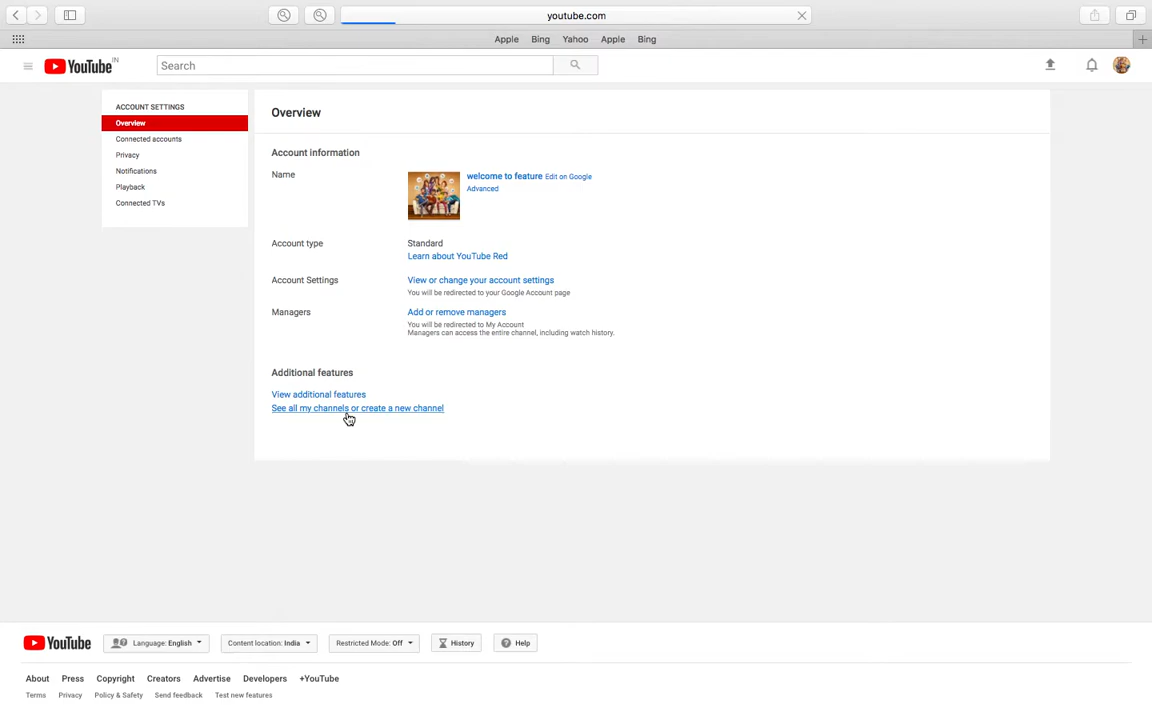 youtube.com
Apple Bing Yahoo Apple Bing
YouTube IN
Search
ACCOUNT SETTINGS
Overview
Connected accounts
Privacy
Notifications
Playback
Connected TVs
Overview
Account information
Name
welcome to feature Edit on Google
Advanced
Account type Standard
Learn about YouTube Red
Account Settings View or change your account settings
You will be redirected to your Google Account page
Managers Add or remove managers
You will be redirected to My Account
Managers can access the entire channel, including watch history.
Additional features
View additional features
See all my channels or create a new channel
YouTube Language: English Content location: India Restricted Mode: Off History Help
About Press Copyright Creators Advertise Developers +YouTube
Terms Privacy Policy & Safety Send feedback Test new features